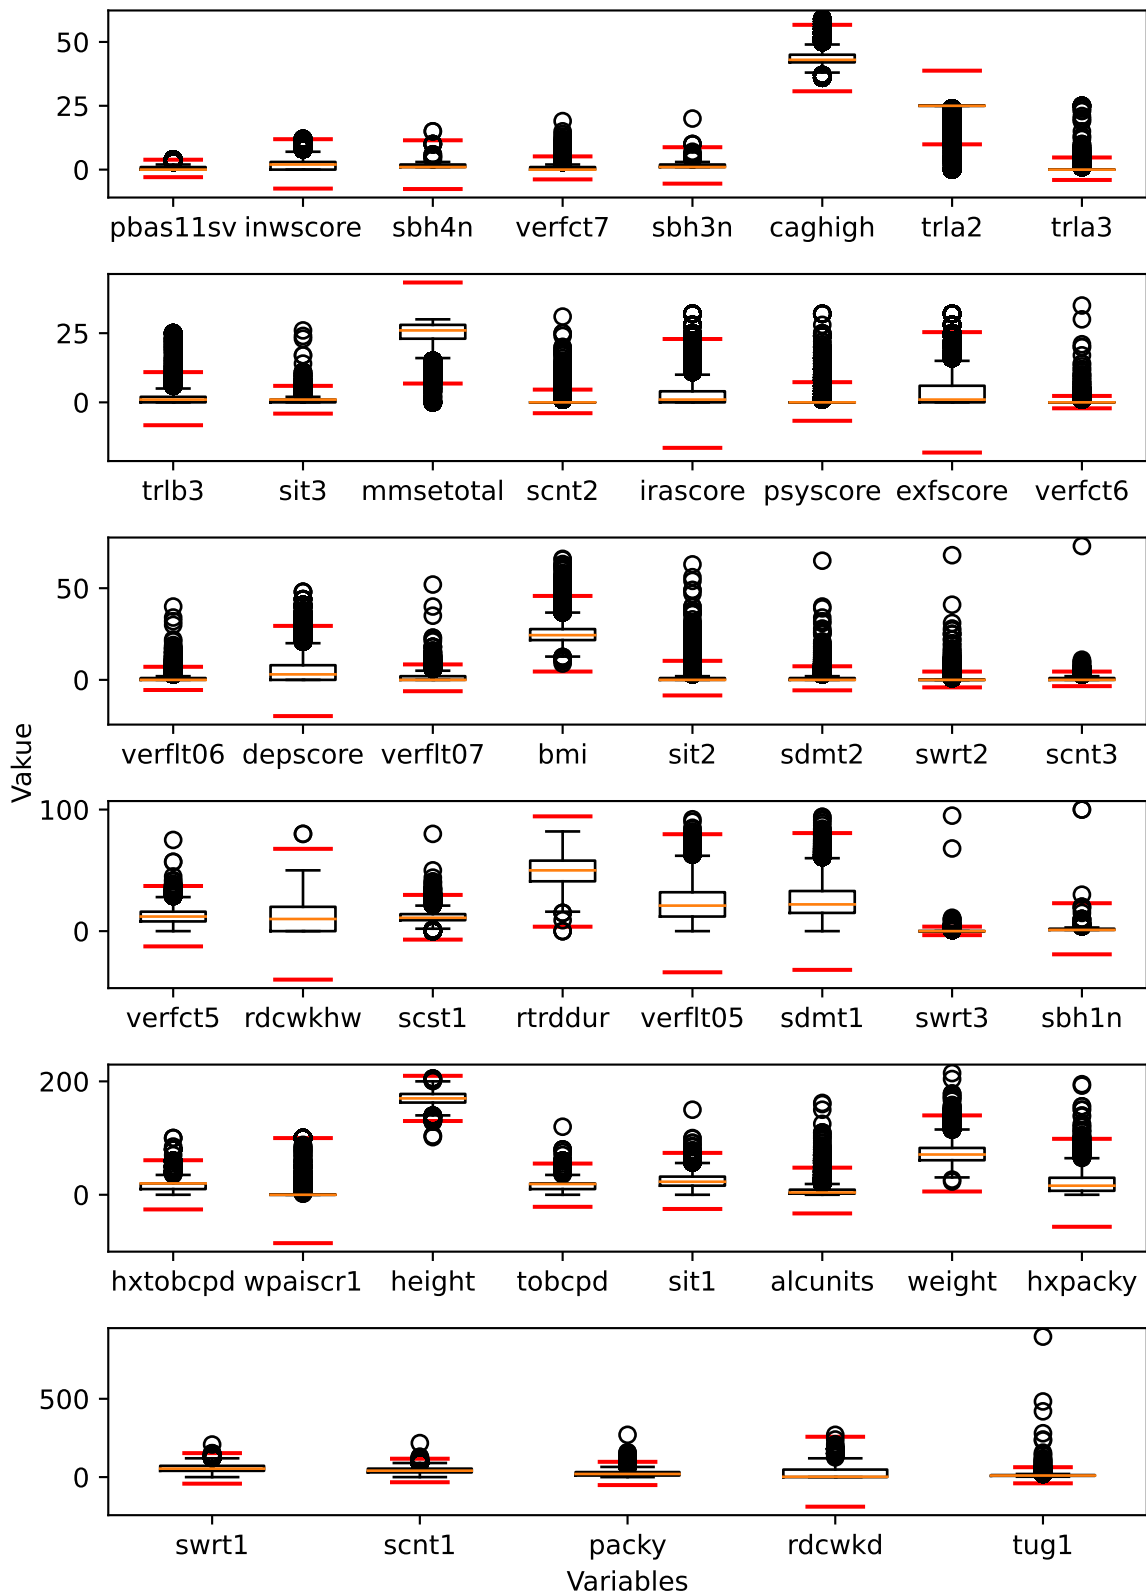 50
25
0
pbas11sv inwscore sbh4n verfct7 sbh3n caghigh trla2 trla3
25
0
trlb3 sit3 mmsetotal scnt2 irascore psyscore exfscore verfct6
50
0
verflt06 depscore verflt07 bmi sit2 sdmt2 swrt2 scnt3
Vakue
100
0
verfct5 rdcwkhw scst1 rtrddur verflt05 sdmt1 swrt3 sbh1n
200
0
hxtobcpd wpaiscr1 height tobcpd sit1 alcunits weight hxpacky
500
0
swrt1 scnt1 packy rdcwkd tug1
Variables